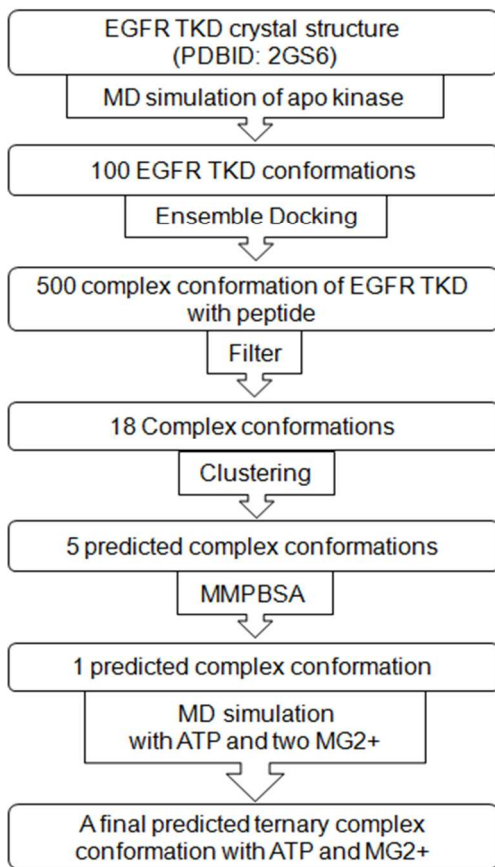 EGFR TKD crystal structure
(PDBID: 2GS6)
MD simulation of apo kinase
100 EGFR TKD conformations
Ensemble Docking
500 complex conformation of EGFR TKD
with peptide
Filter
18 Complex conformations
Clustering
5 predicted complex conformations
MMPBSA
1 predicted complex conformation
MD simulation
with ATP and two MG2+
A final predicted ternary complex
conformation with ATP and MG2+